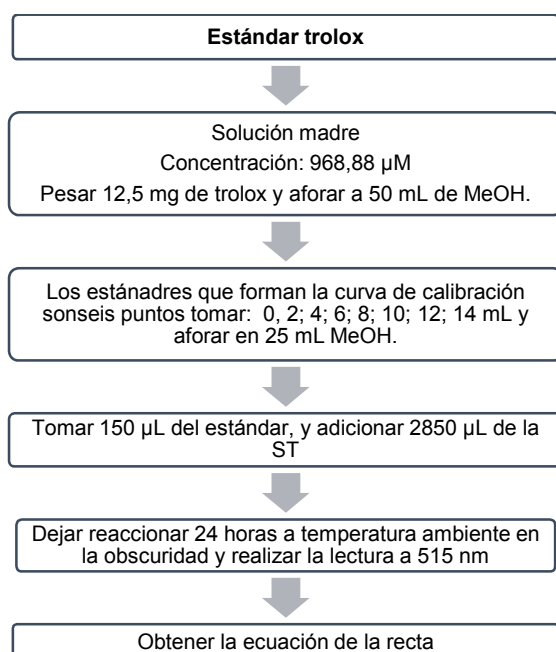 Estándar trolox
Solución madre
Concentración: 968,88 µM
Pesar 12,5 mg de trolox y aforar a 50 mL de MeOH.
Los estánadres que forman la curva de calibración
sonseis puntos tomar:  0, 2; 4; 6; 8; 10; 12; 14 mL y
aforar en 25 mL MeOH.
Tomar 150 µL del estándar, y adicionar 2850 µL de la
ST
Dejar reaccionar 24 horas a temperatura ambiente en
la obscuridad y realizar la lectura a 515 nm
Obtener la ecuación de la recta